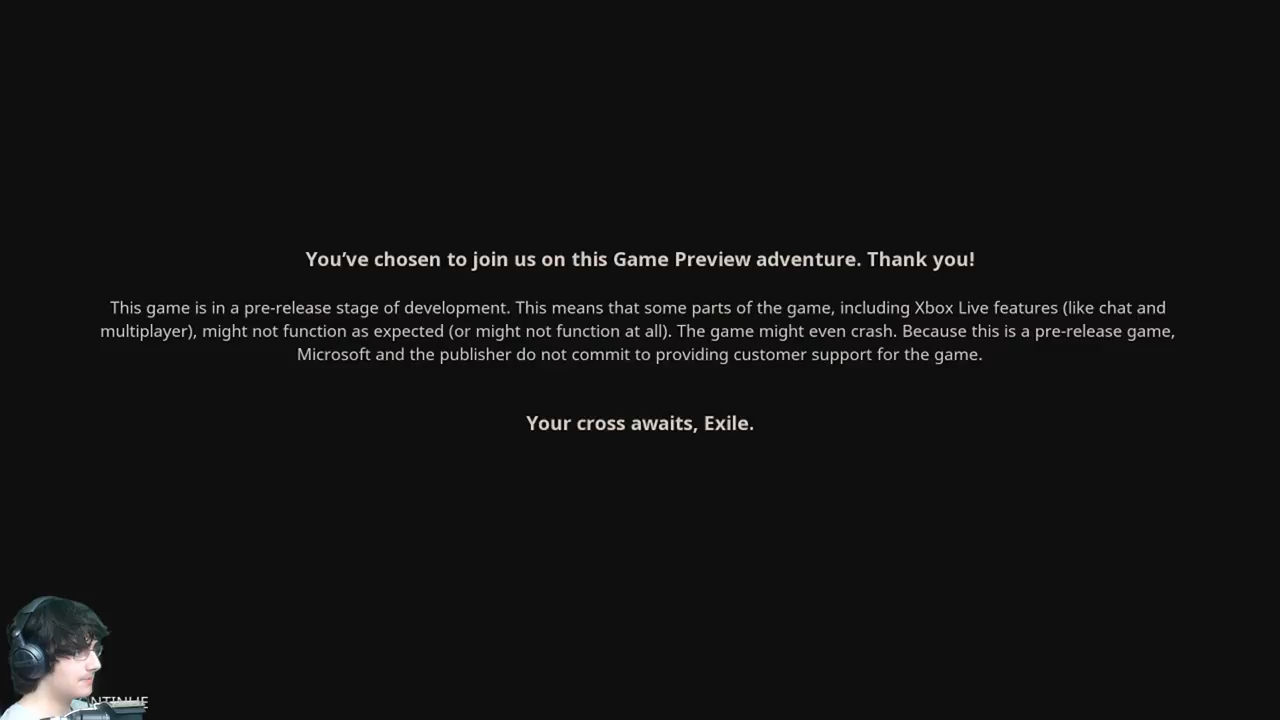 You’ve chosen to join us on this Game Preview adventure. Thank you!
This game is in a pre-release stage of development. This means that some parts of the game, including Xbox Live features (like chat and
multiplayer), might not function as expected (or might not function at all). The game might even crash. Because this is a pre-release game,
Microsoft and the publisher do not commit to providing customer support for the game.
Your cross awaits, Exile.